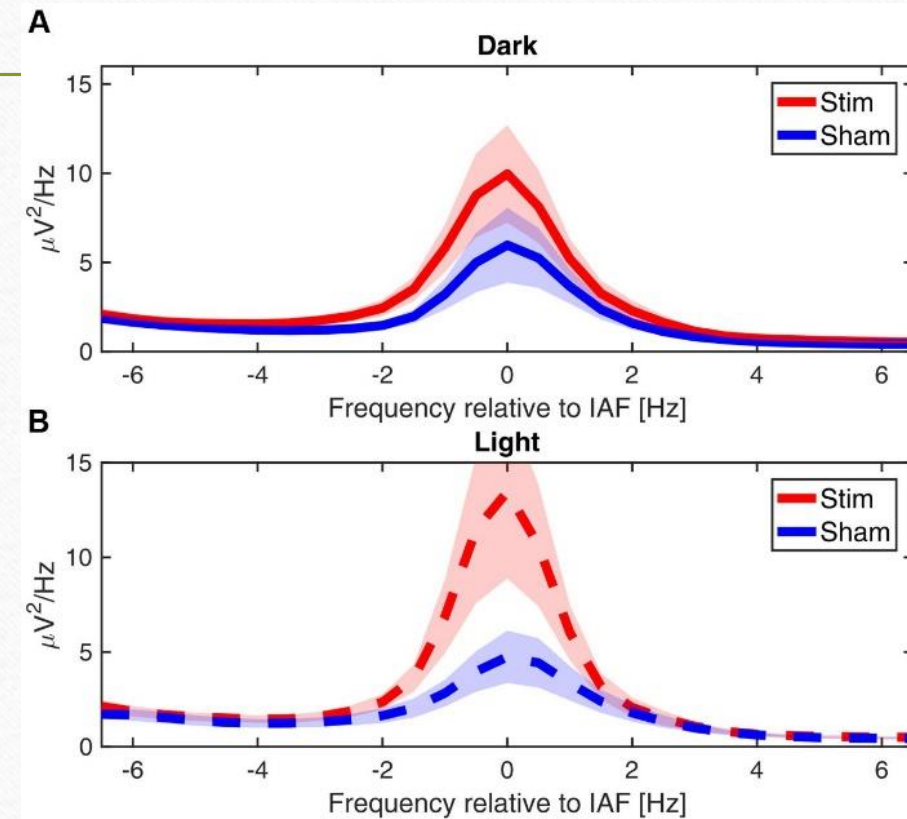 A
Dark
15
10
5
0
μV²/Hz
Stim
Sham
-6 -4 -2 0 2 4 6
Frequency relative to IAF [Hz]
B
Light
15
10
5
0
μV²/Hz
Stim
Sham
-6 -4 -2 0 2 4 6
Frequency relative to IAF [Hz]